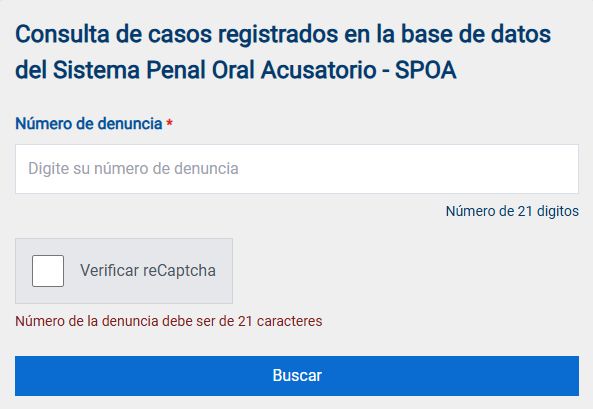 Consulta de casos registrados en la base de datos
del Sistema Penal Oral Acusatorio - SPOA
Número de denuncia *
Digite su número de denuncia
Número de 21 digitos
Verificar reCaptcha
Número de la denuncia debe ser de 21 caracteres
Buscar